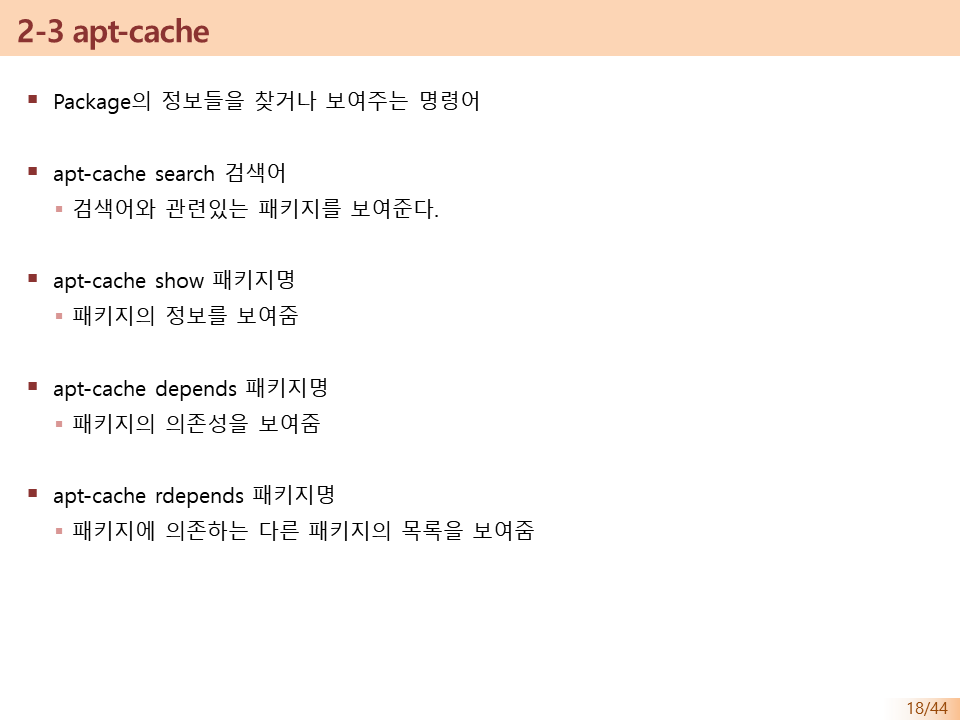 2-3 apt-cache
Package의 정보들을 찾거나 보여주는 명령어
apt-cache search 검색어
검색어와 관련있는 패키지를 보여준다.
apt-cache show 패키지명
패키지의 정보를 보여줌
apt-cache depends 패키지명
패키지의 의존성을 보여줌
apt-cache rdepends 패키지명
패키지에 의존하는 다른 패키지의 목록을 보여줌
18/44